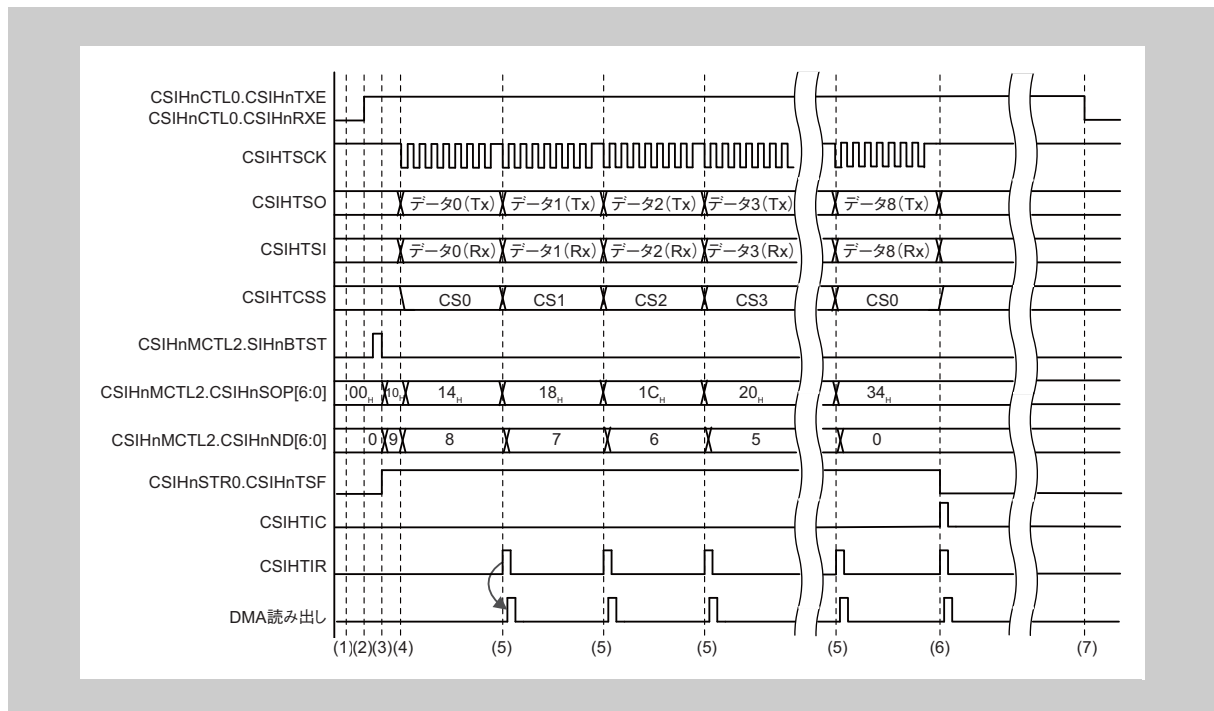 CSIHnCTL0.CSIHnTXE
CSIHnCTL0.CSIHnRXE
CSIHTSCK
CSIHTSO データ0(Tx) データ1(Tx) データ2(Tx) データ3(Tx) データ8(Tx)
CSIHTSI データ0(Rx) データ1(Rx) データ2(Rx) データ3(Rx) データ8(Rx)
CSIHTCSS CS0 CS1 CS2 CS3 CS0
CSIHnMCTL2.SIHnBTST
CSIHnMCTL2.CSIHnSOP[6:0] 00H 10H 14H 18H 1CH 20H 34H
CSIHnMCTL2.CSIHnND[6:0] 0 9 8 7 6 5 0
CSIHnSTR0.CSIHnTSF
CSIHTIC
CSIHTIR
DMA読み出し
(1)(2)(3)(4) (5) (5) (5) (5) (6) (7)